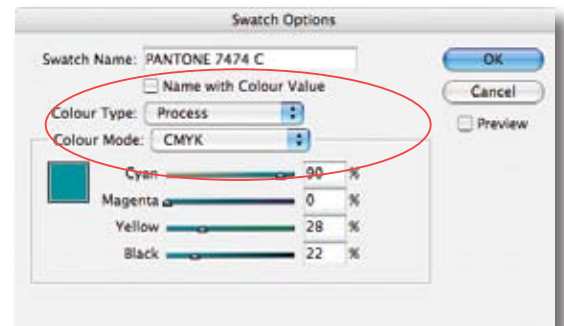 Swatch Options
Swatch Name: PANTONE 7474 C
OK
Name with Colour Value
Cancel
Colour Type: Process
Preview
Colour Mode: CMYK
Cyan 90 %
Magenta 0 %
Yellow 28 %
Black 22 %